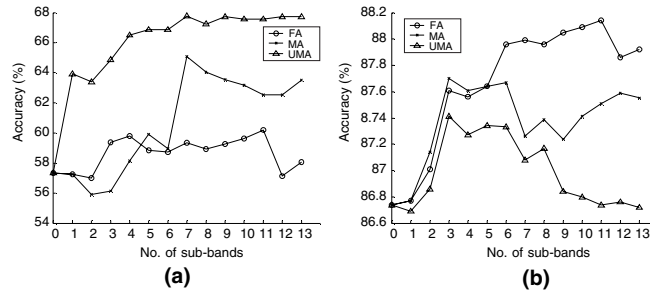 68
66
64
62
60
58
56
54
Accuracy (%)
FA
MA
UMA
0 1 2 3 4 5 6 7 8 9 10 11 12 13
No. of sub-bands
(a)
88.2
88
87.8
87.6
87.4
87.2
87
86.8
86.6
Accuracy (%)
FA
MA
UMA
0 1 2 3 4 5 6 7 8 9 10 11 12 13
No. of sub-bands
(b)